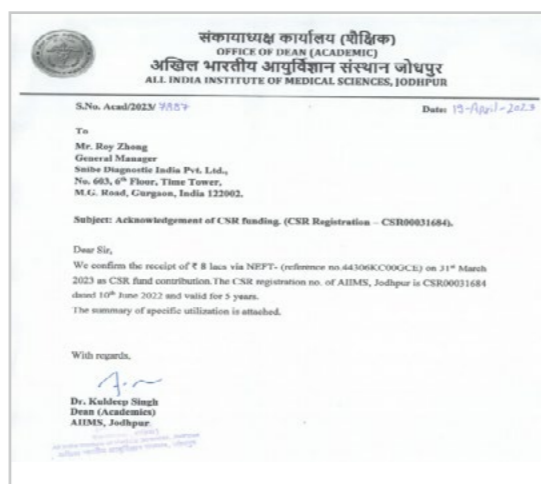 संकायाध्यक्ष कार्यालय (शैक्षिक)
OFFICE OF DEAN (ACADEMIC)
अखिल भारतीय आयुर्विज्ञान संस्थान जोधपुर
ALL INDIA INSTITUTE OF MEDICAL SCIENCES, JODHPUR
S.No. Acad/2023/
Date: 19-April-2023
To
Mr. Roy Zhong
General Manager
Snibe Diagnostic India Pvt. Ltd.,
No. 603, 6th Floor, Time Tower,
M.G. Road, Gurgaon, India 122002.
Subject: Acknowledgement of CSR funding. (CSR Registration – CSR00031684).
Dear Sir,
We confirm the receipt of ₹ 8 lacs via NEFT- (reference no.44306KC00GCE) on 31st March
2023 as CSR fund contribution.The CSR registration no. of AIIMS, Jodhpur is CSR00031684
dated 10th June 2022 and valid for 5 years.
The summary of specific utilization is attached.
With regards,
Dr. Kuldeep Singh
Dean (Academics)
AIIMS, Jodhpur